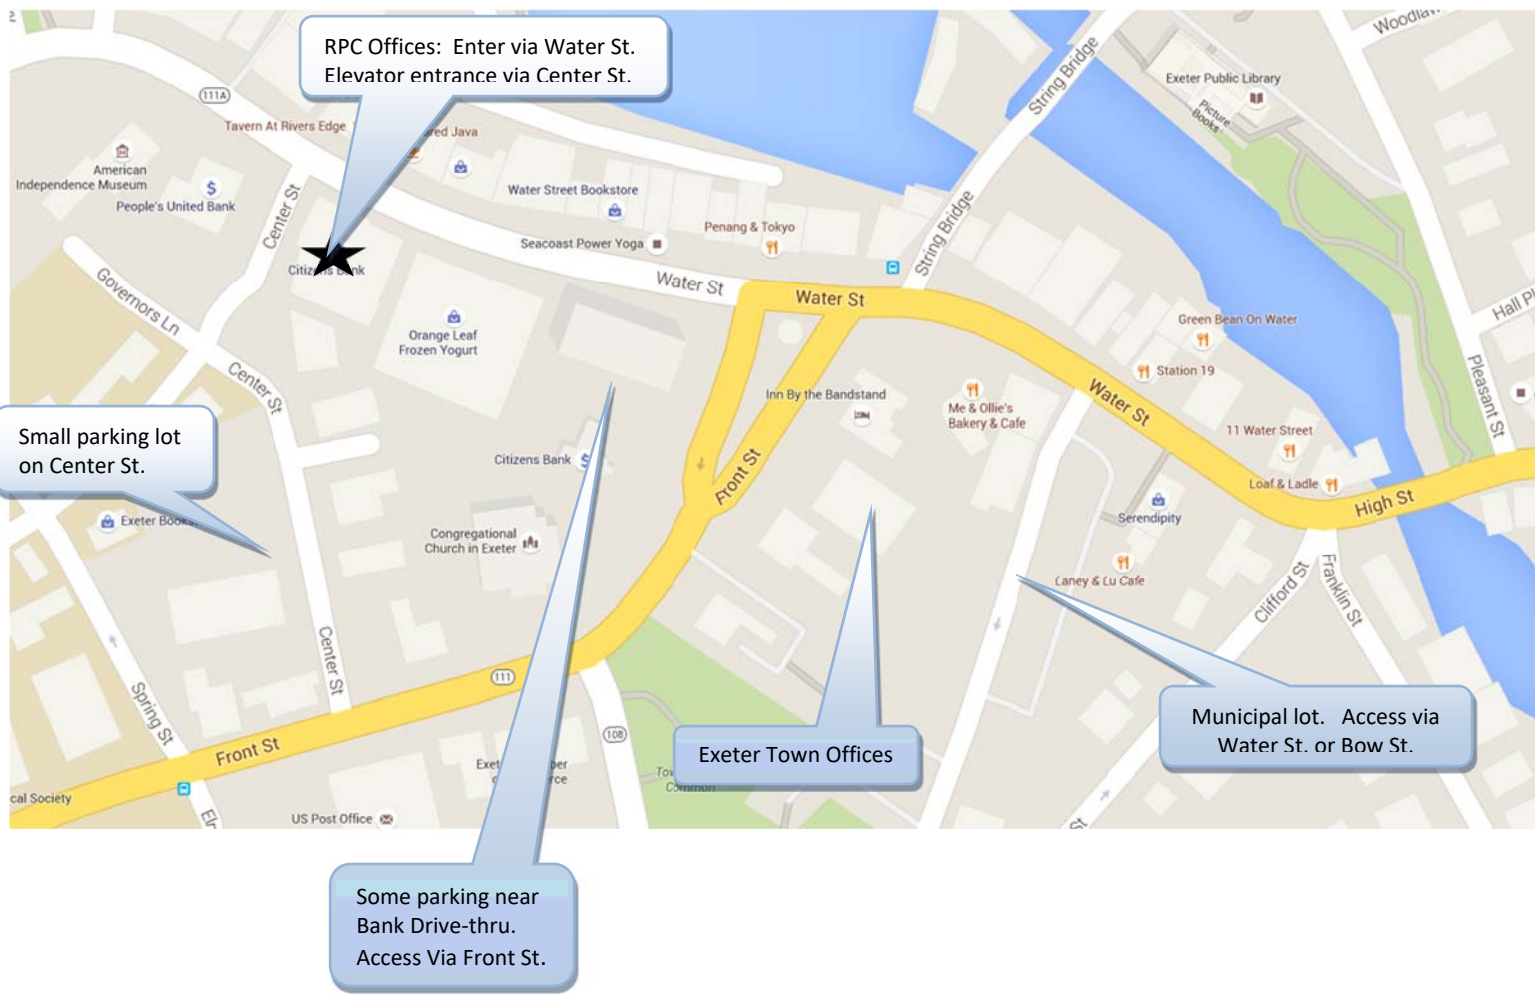 RPC Offices: Enter via Water St.
Elevator entrance via Center St.
String Bridge
Exeter Public Library
Picture
Books
111A
Tavern At Rivers Edge
Java
American
Independence Museum
People's United Bank
Center St
Water Street Bookstore
Penang & Tokyo
Seacoast Power Yoga
String Bridge
Citizens Bank
Governors Ln
Water St
Water St
Hall
Orange Leaf
Frozen Yogurt
Green Bean On Water
Station 19
Pleasant St
Center St
Inn By the Bandstand
Me & Ollie's
Bakery & Cafe
Water St
Small parking lot
on Center St.
11 Water Street
Citizens Bank
Loaf & Ladle
Front St
High St
Exeter
Congregational
Church in Exeter
Serendipity
Laney & Lu Cafe
Clifford St
Franklin St
Center St
111
Spring St
Municipal lot. Access via
Water St. or Bow St.
Front St
108
Exeter Town Offices
Common
Society
St
US Post Office
Some parking near
Bank Drive-thru.
Access Via Front St.